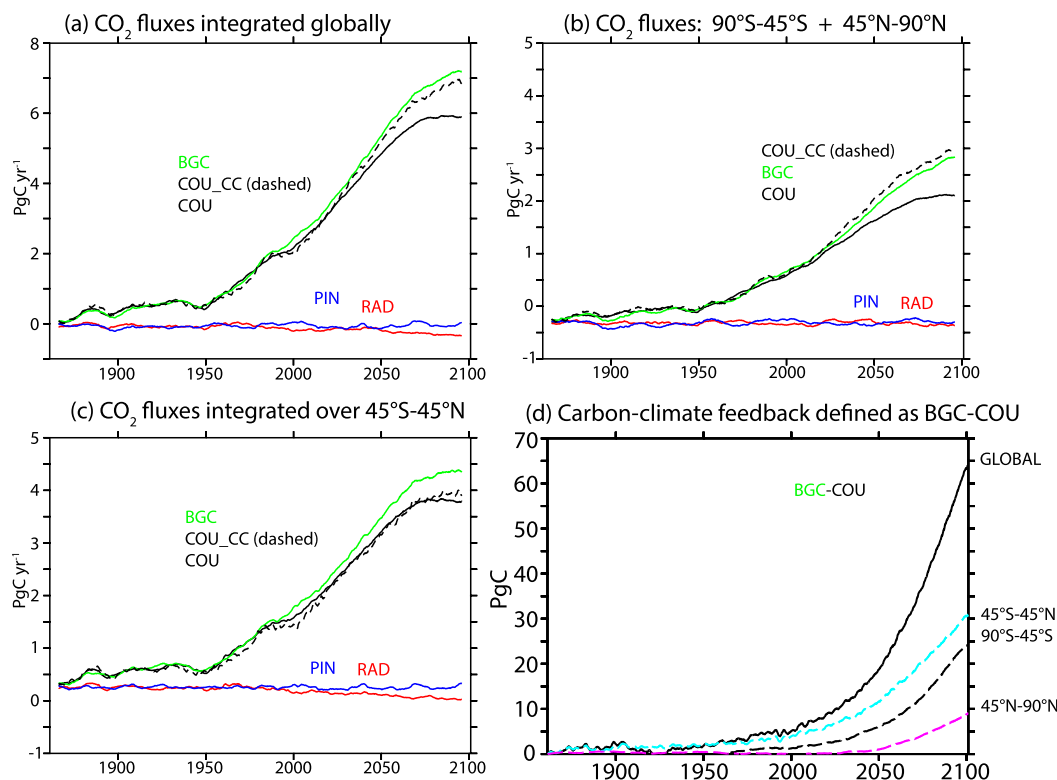 (a) CO2 fluxes integrated globally
8
6
4
2
0
PgC yr-1
BGC
COU_CC (dashed)
COU
PIN
RAD
1900
1950
2000
2050
2100
(b) CO2 fluxes: 90°S-45°S + 45°N-90°N
5
4
3
2
1
0
-1
PgC yr-1
COU_CC (dashed)
BGC
COU
PIN
RAD
1900
1950
2000
2050
2100
(c) CO2 fluxes integrated over 45°S-45°N
5
4
3
2
1
0
-1
PgC yr-1
BGC
COU_CC (dashed)
COU
PIN
RAD
1900
1950
2000
2050
2100
(d) Carbon-climate feedback defined as BGC-COU
70
60
50
40
30
20
10
0
PgC
BGC-COU
GLOBAL
45°S-45°N
90°S-45°S
45°N-90°N
1900
1950
2000
2050
2100